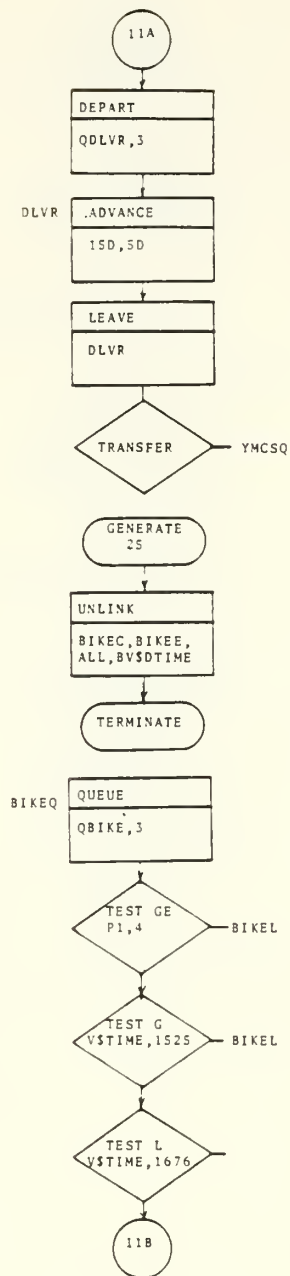 11A
DEPART
QDLVR,3
DLVR
.ADVANCE
15D,5D
LEAVE
DLVR
TRANSFER
YMCSQ
GENERATE
25
UNLINK
BIKEC,BIKEE,
ALL,BV$DTIME
TERMINATE
BIKEQ
QUEUE
QBIKE,3
TEST GE
P1,4
BIKEL
TEST G
V$TIME,1525
BIKEL
TEST L
V$TIME,1676
11B